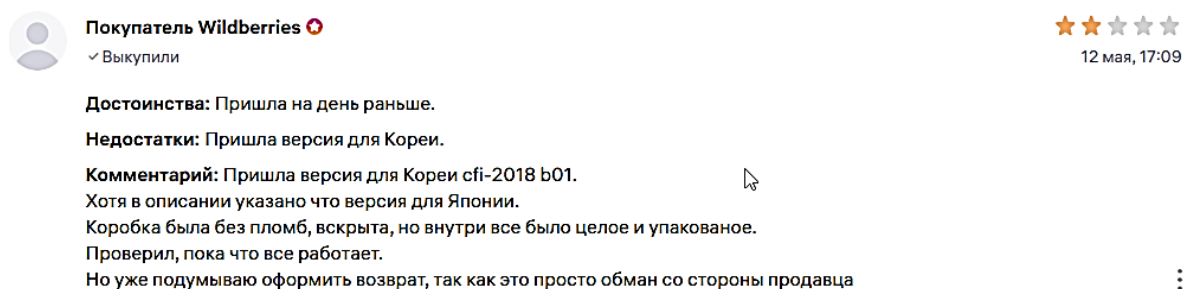 Покупатель Wildberries
Выкупили
12 мая, 17:09
Достоинства: Пришла на день раньше.
Недостатки: Пришла версия для Кореи.
Комментарий: Пришла версия для Кореи cfi-2018 b01.
Хотя в описании указано что версия для Японии.
Коробка была без пломб, вскрыта, но внутри все было целое и упакованое.
Проверил, пока что все работает.
Но уже подумываю оформить возврат, так как это просто обман со стороны продавца